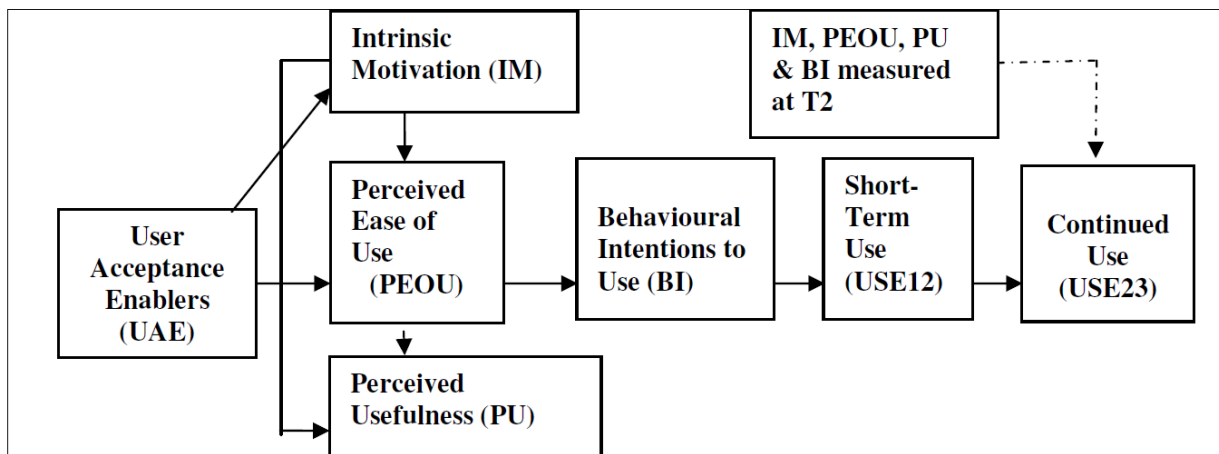 Intrinsic
Motivation (IM)
IM, PEOU, PU
& BI measured
at T2
Perceived
Ease of
Use
(PEOU)
User
Acceptance
Enablers
(UAE)
Behavioural
Intentions to
Use (BI)
Short-
Term
Use
(USE12)
Continued
Use
(USE23)
Perceived
Usefulness (PU)